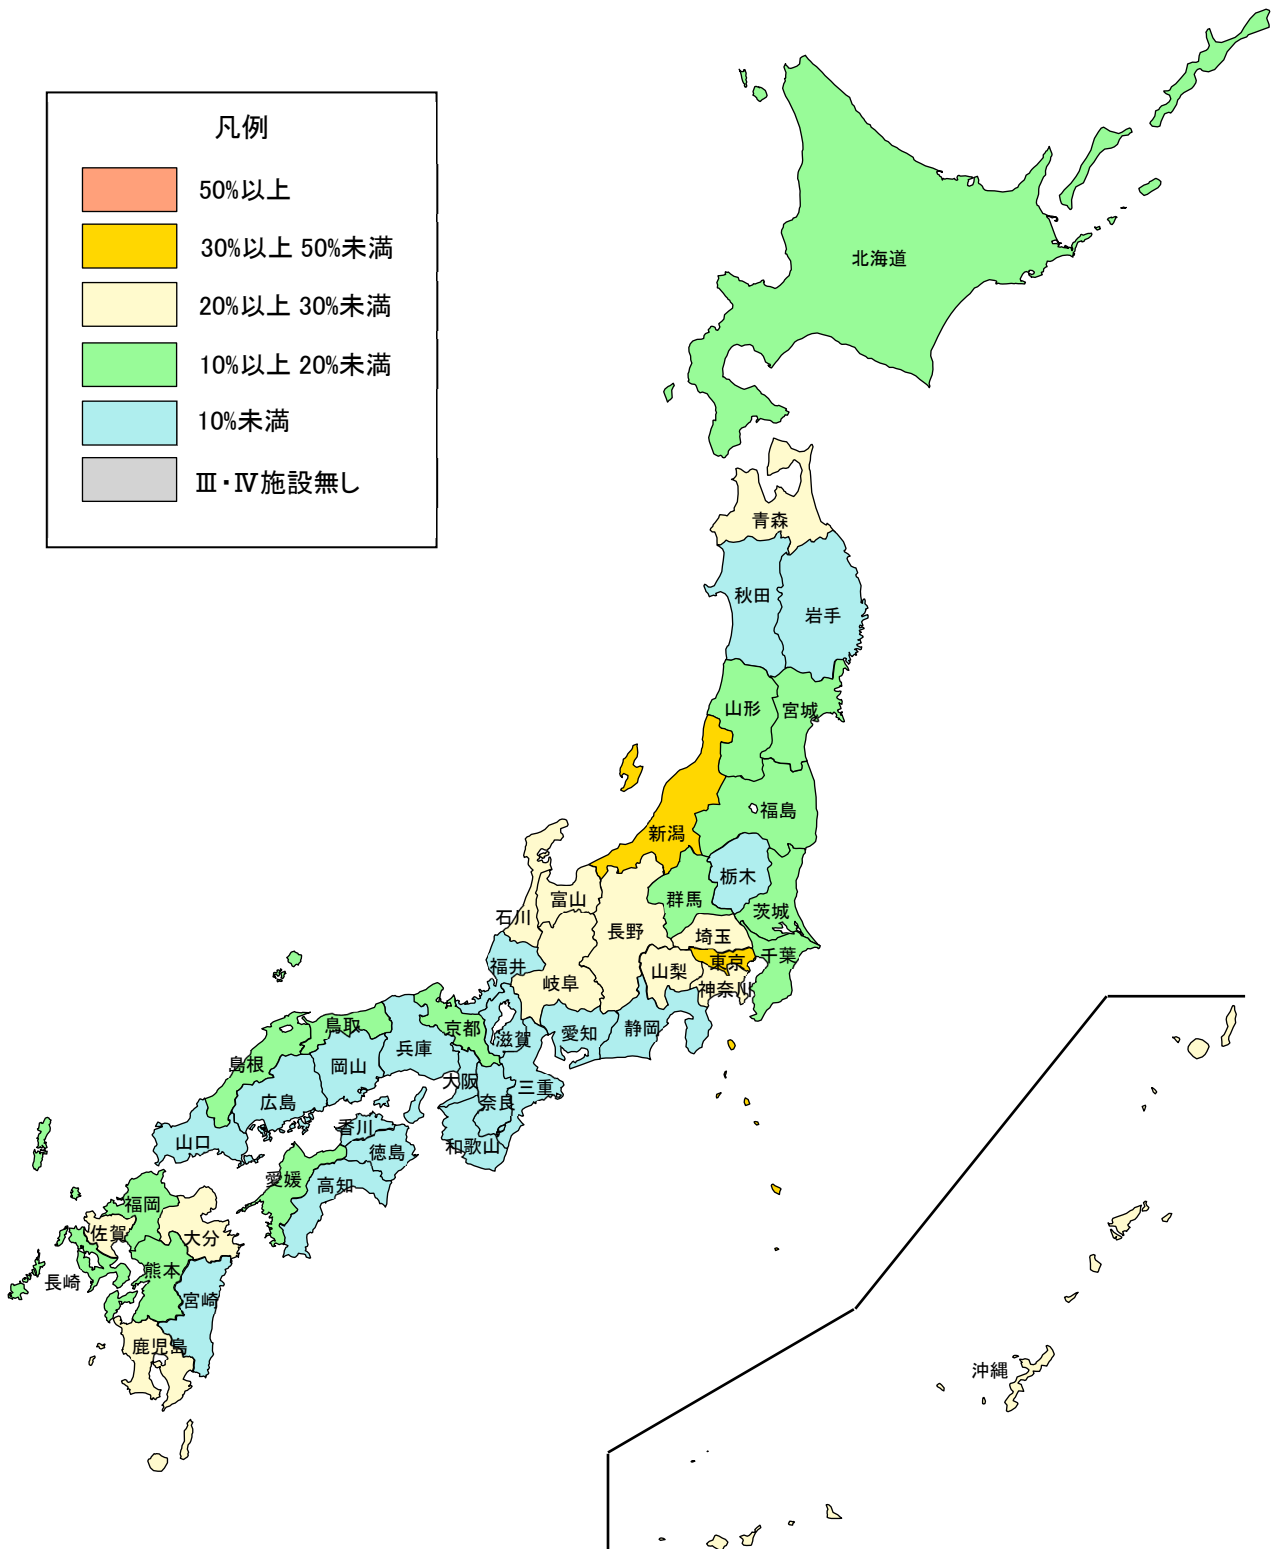 凡例
50%以上
30%以上 50%未満
20%以上 30%未満
10%以上 20%未満
10%未満
Ⅲ・Ⅳ施設無し
北海道
青森
秋田
岩手
山形
宮城
福島
新潟
栃木
群馬
茨城
富山
石川
長野
埼玉
千葉
東京
山梨
神奈川
福井
岐阜
静岡
愛知
滋賀
京都
鳥取
兵庫
島根
岡山
大阪
奈良
三重
広島
山口
香川
和歌山
徳島
愛媛
高知
福岡
佐賀
大分
長崎
熊本
宮崎
鹿児島
沖縄